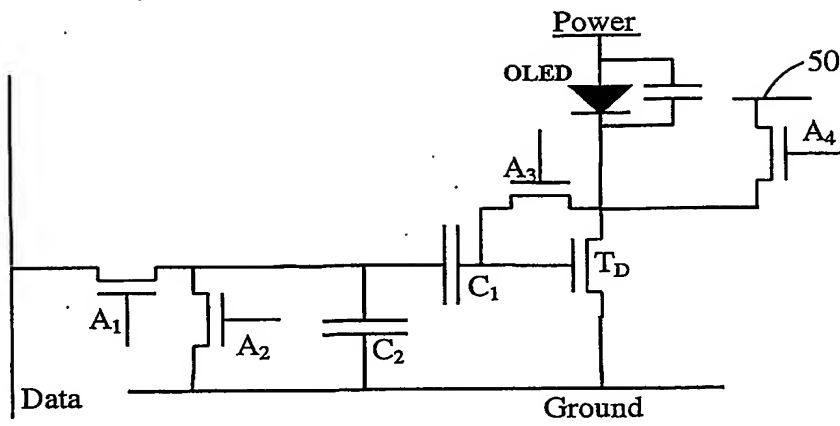 Power
OLED
50
A4
A3
TD
C1
A1
A2
C2
Data
Ground